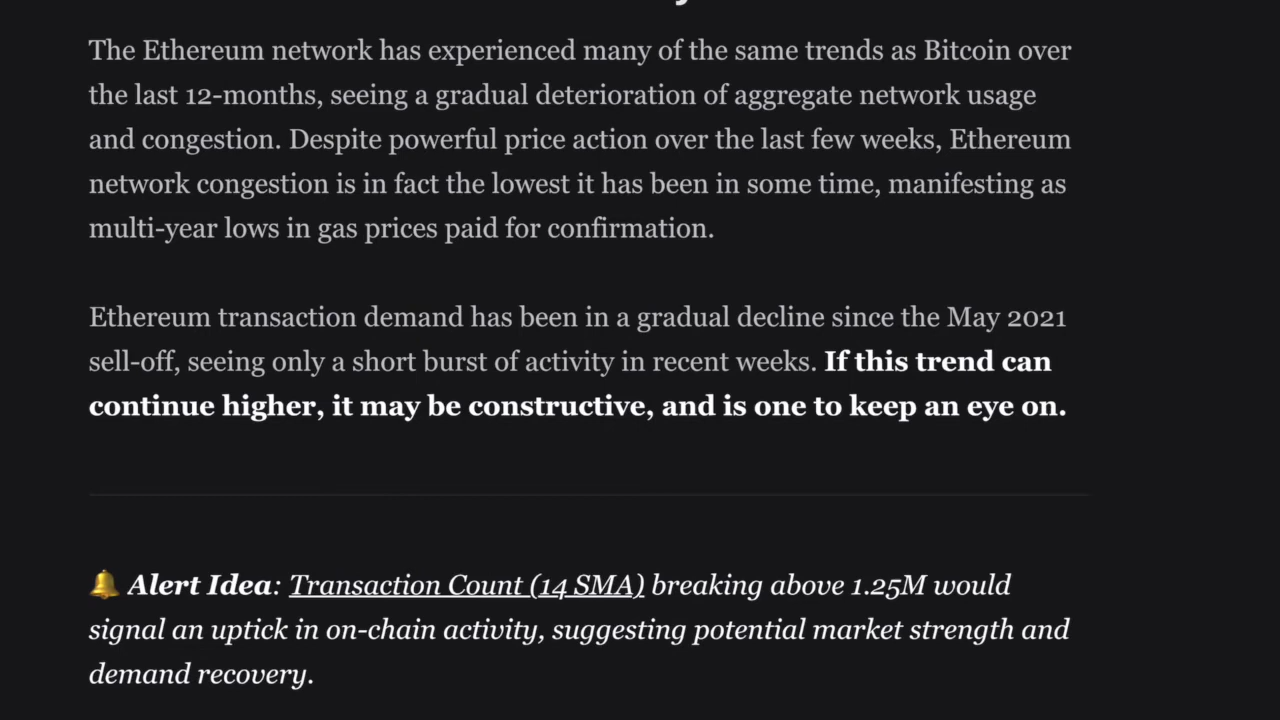 The Ethereum network has experienced many of the same trends as Bitcoin over
the last 12-months, seeing a gradual deterioration of aggregate network usage
and congestion. Despite powerful price action over the last few weeks, Ethereum
network congestion is in fact the lowest it has been in some time, manifesting as
multi-year lows in gas prices paid for confirmation.
Ethereum transaction demand has been in a gradual decline since the May 2021
sell-off, seeing only a short burst of activity in recent weeks. If this trend can
continue higher, it may be constructive, and is one to keep an eye on.
🔔 Alert Idea: Transaction Count (14 SMA) breaking above 1.25M would
signal an uptick in on-chain activity, suggesting potential market strength and
demand recovery.